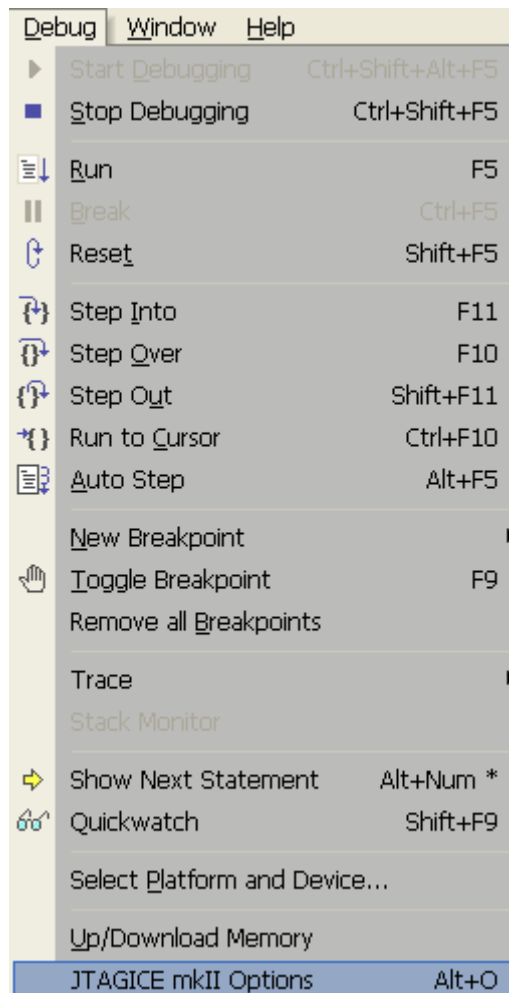 Debug Window Help
Start Debugging Ctrl+Shift+Alt+F5
Stop Debugging Ctrl+Shift+F5
Run F5
Break Ctrl+F5
Reset Shift+F5
Step Into F11
Step Over F10
Step Out Shift+F11
Run to Cursor Ctrl+F10
Auto Step Alt+F5
New Breakpoint
Toggle Breakpoint F9
Remove all Breakpoints
Trace
Stack Monitor
Show Next Statement Alt+Num *
Quickwatch Shift+F9
Select Platform and Device...
Up/Download Memory
JTAGICE mkII Options Alt+O